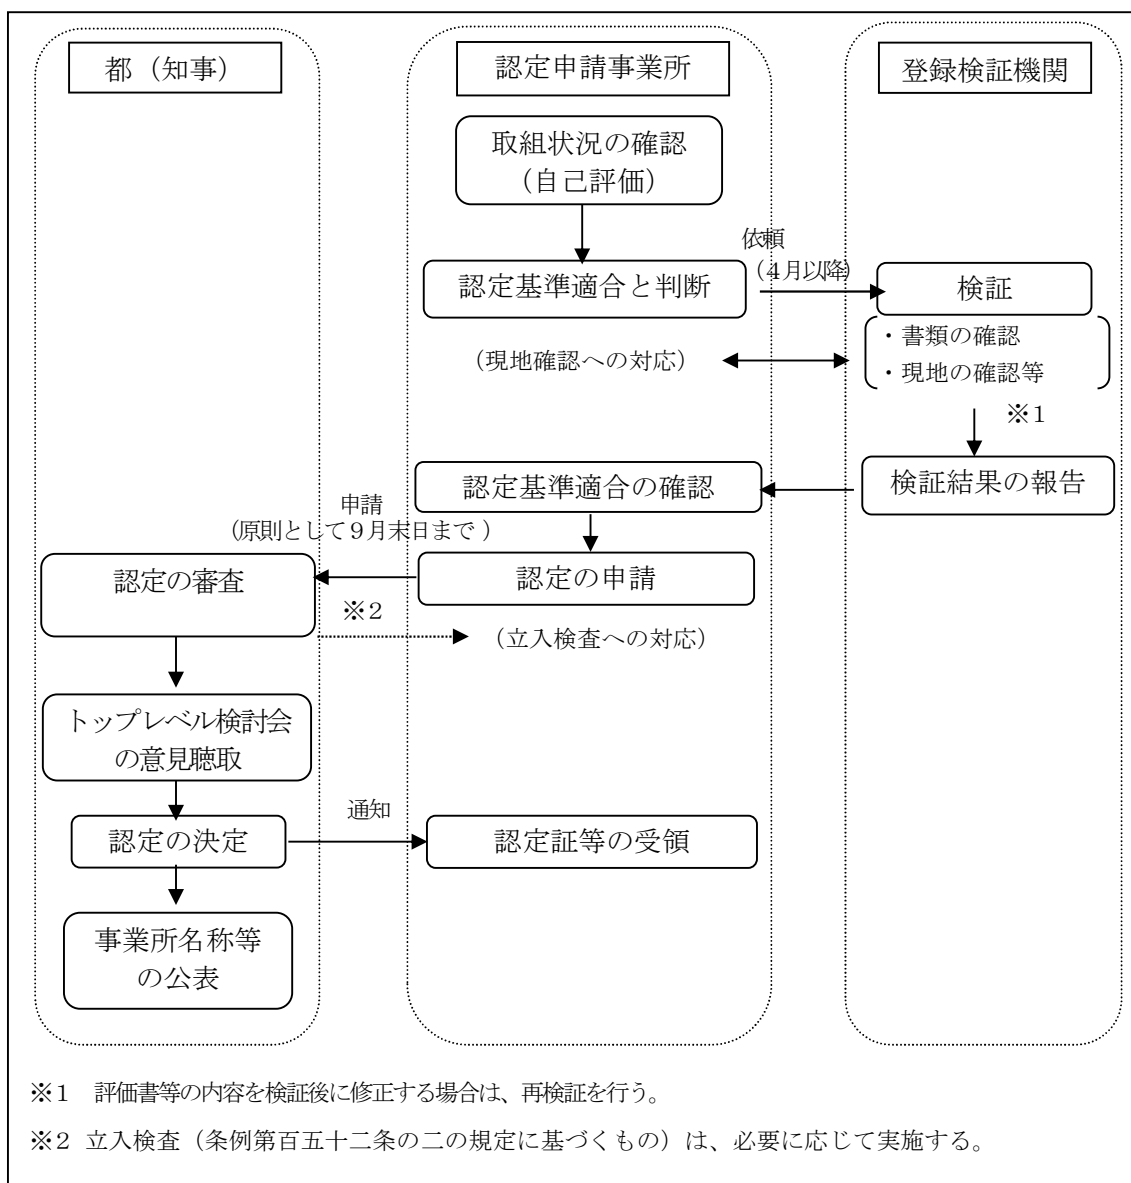 都（知事）
認定申請事業所
登録検証機関
取組状況の確認
（自己評価）
依頼
（４月以降）
認定基準適合と判断
検証
・書類の確認
・現地の確認等
（現地確認への対応）
※１
認定基準適合の確認
検証結果の報告
申請
（原則として９月末日まで ）
認定の審査
認定の申請
※２
（立入検査への対応）
トップレベル検討会
の意見聴取
通知
認定の決定
認定証等の受領
事業所名称等
の公表
※１　評価書等の内容を検証後に修正する場合は、再検証を行う。
※２ 立入検査（条例第百五十二条の二の規定に基づくもの）は、必要に応じて実施する。